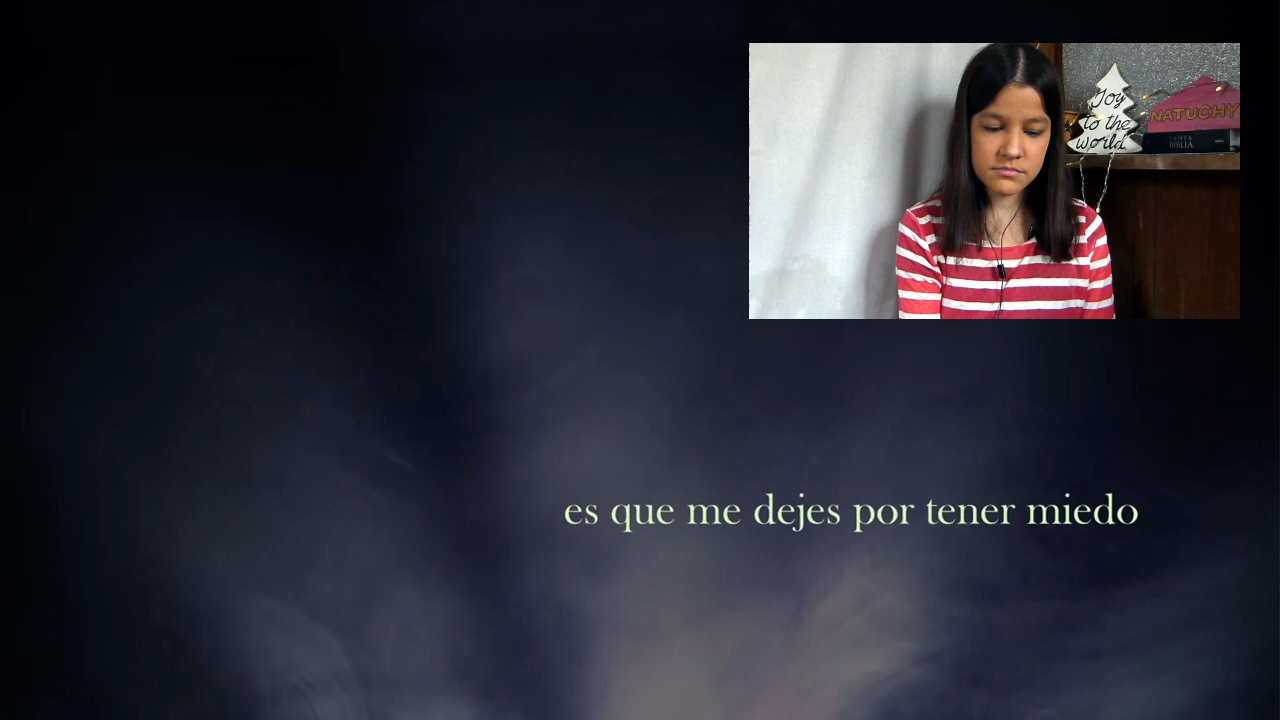 Joy
to the
world
NATUCHY
SANTA
BIBLIA
es que me dejes por tener miedo